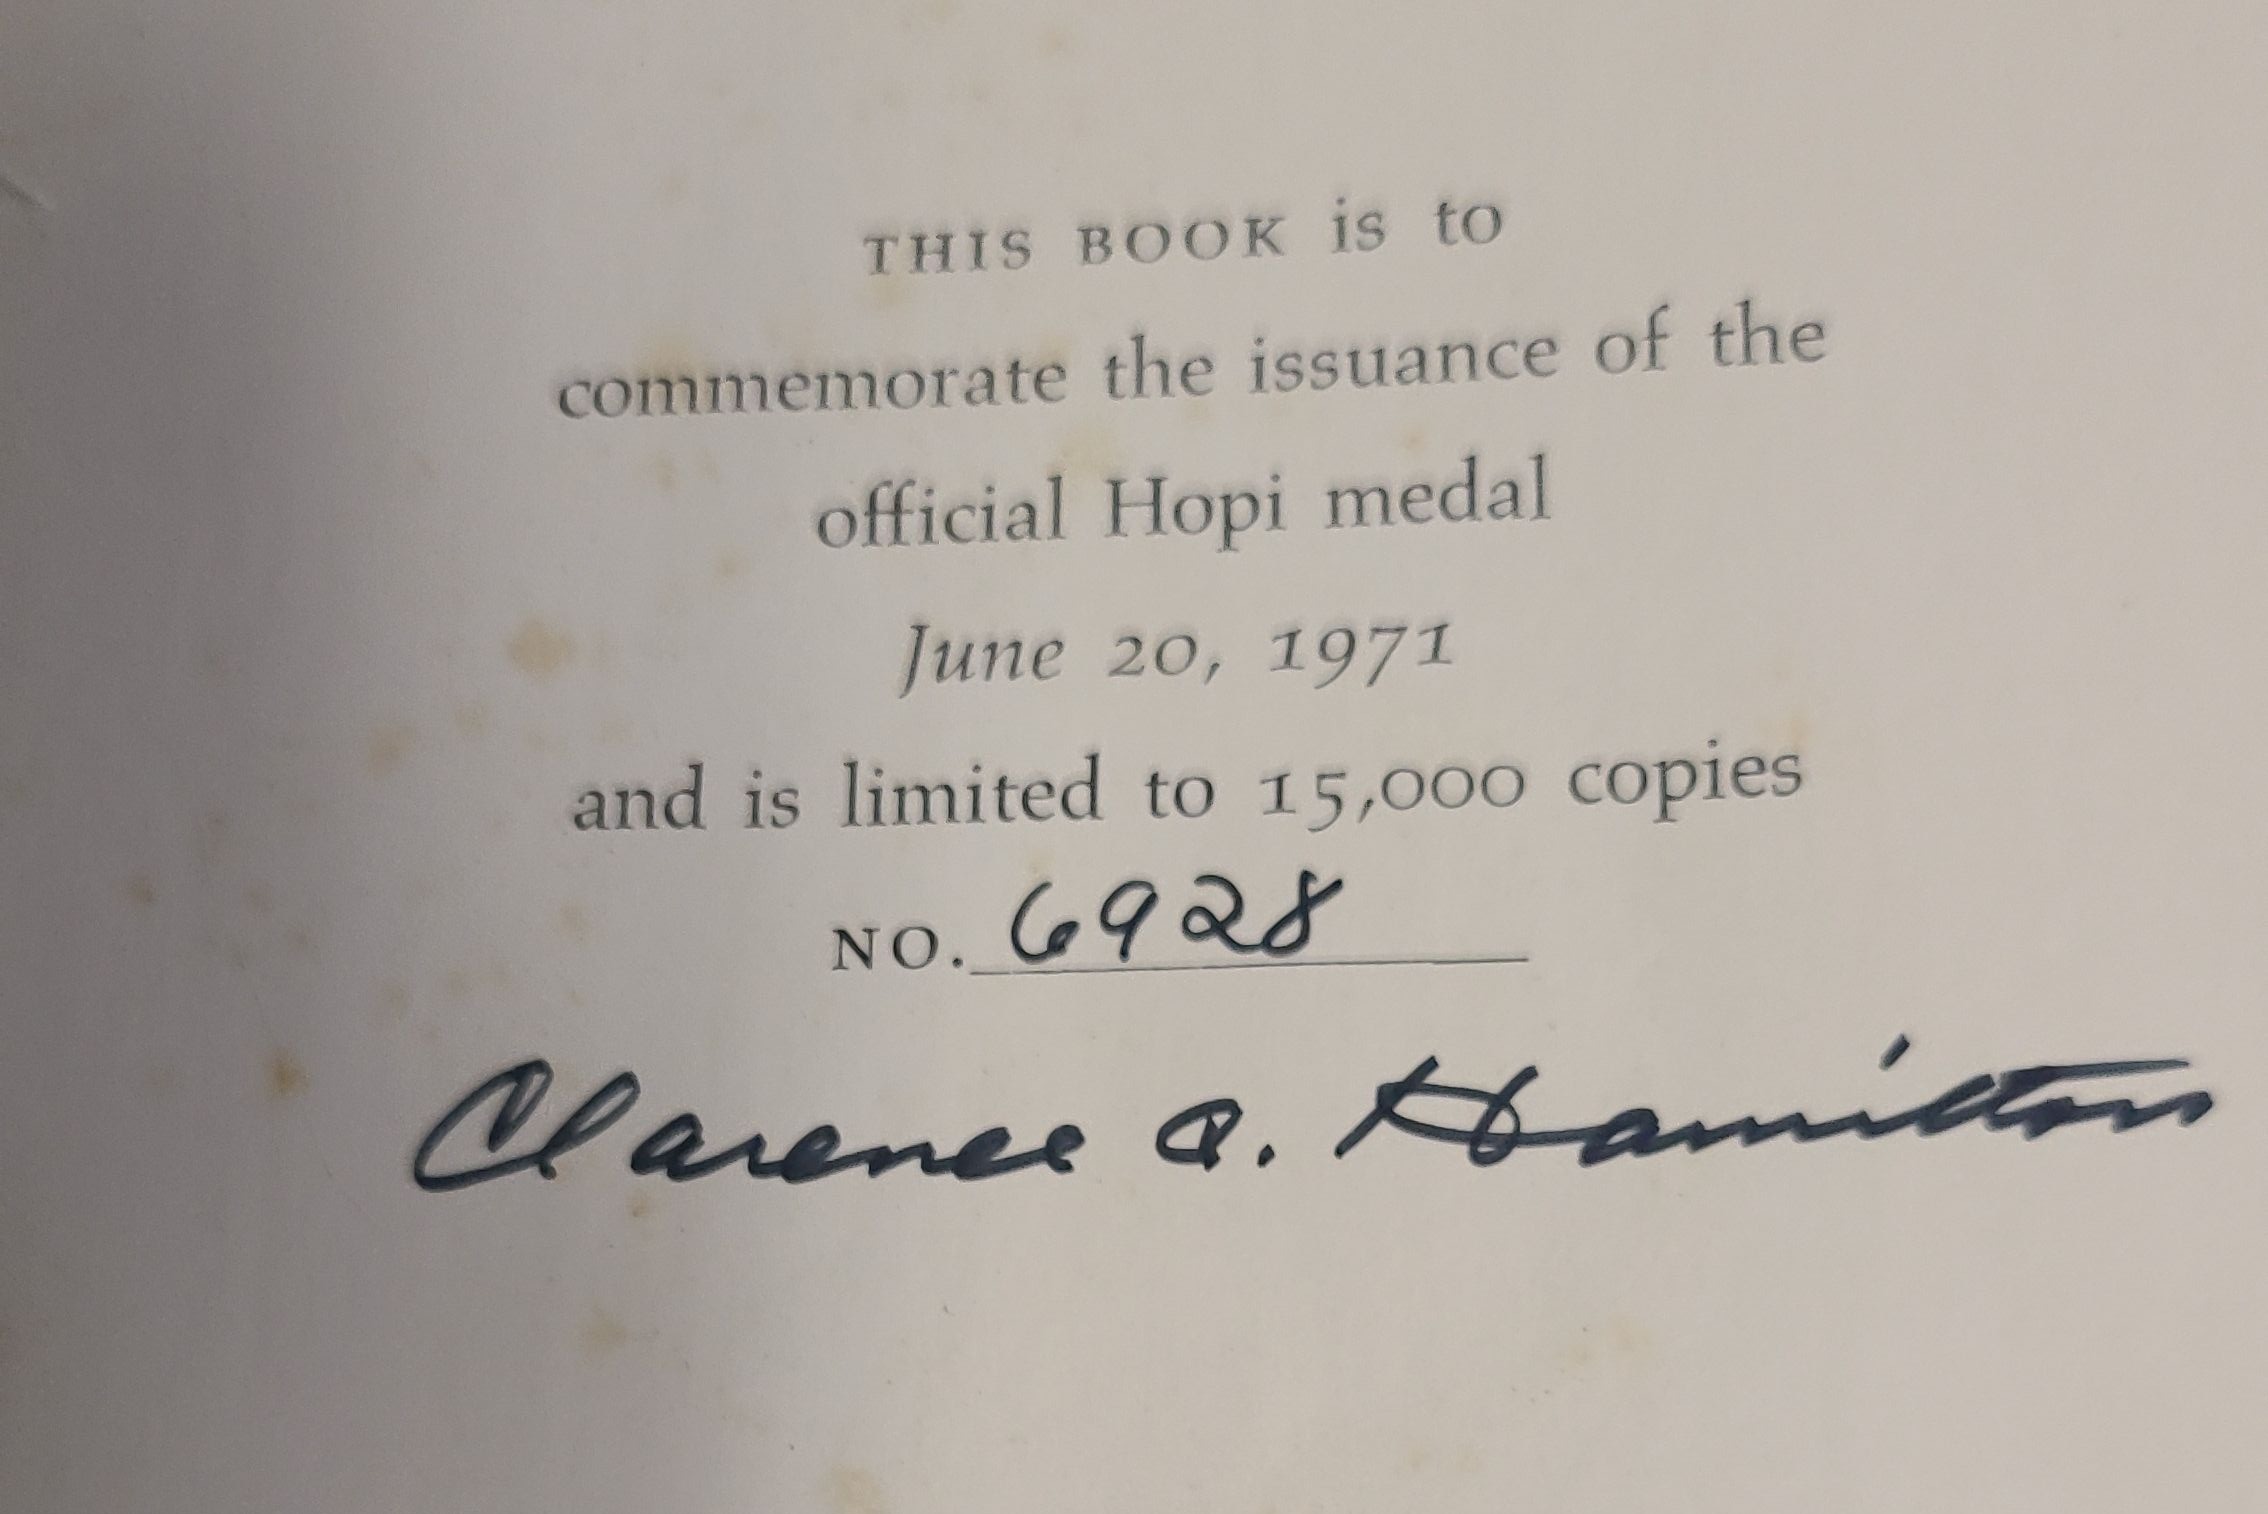 THIS BOOK is to
commemorate the issuance of the
official Hopi medal
June 20, 1971
and is limited to 15,000 copies
NO. 6928
Clarence A. Hamilton